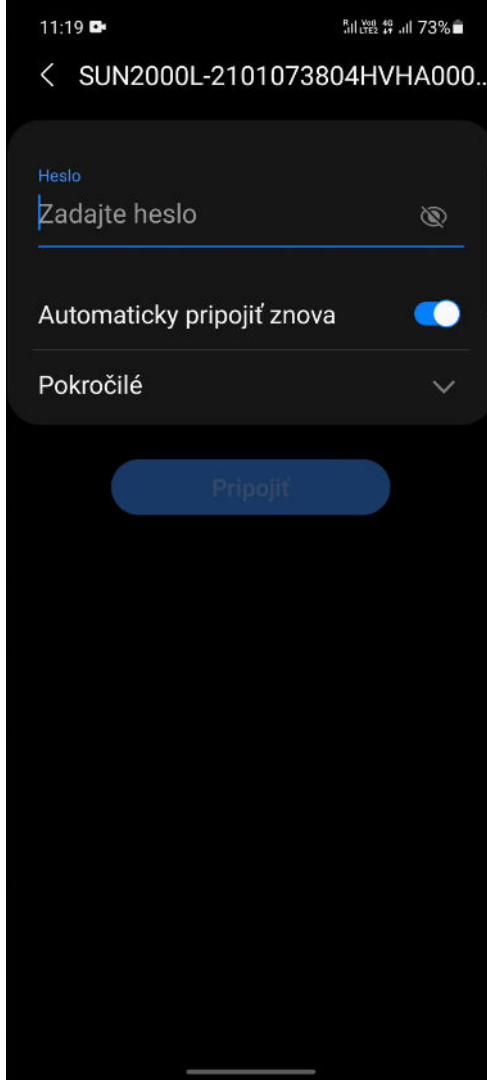 11:19 73%
SUN2000L-2101073804HVHA000..
Heslo
Zadajte heslo
Automaticky pripojiť znova
Pokročilé
Pripojiť